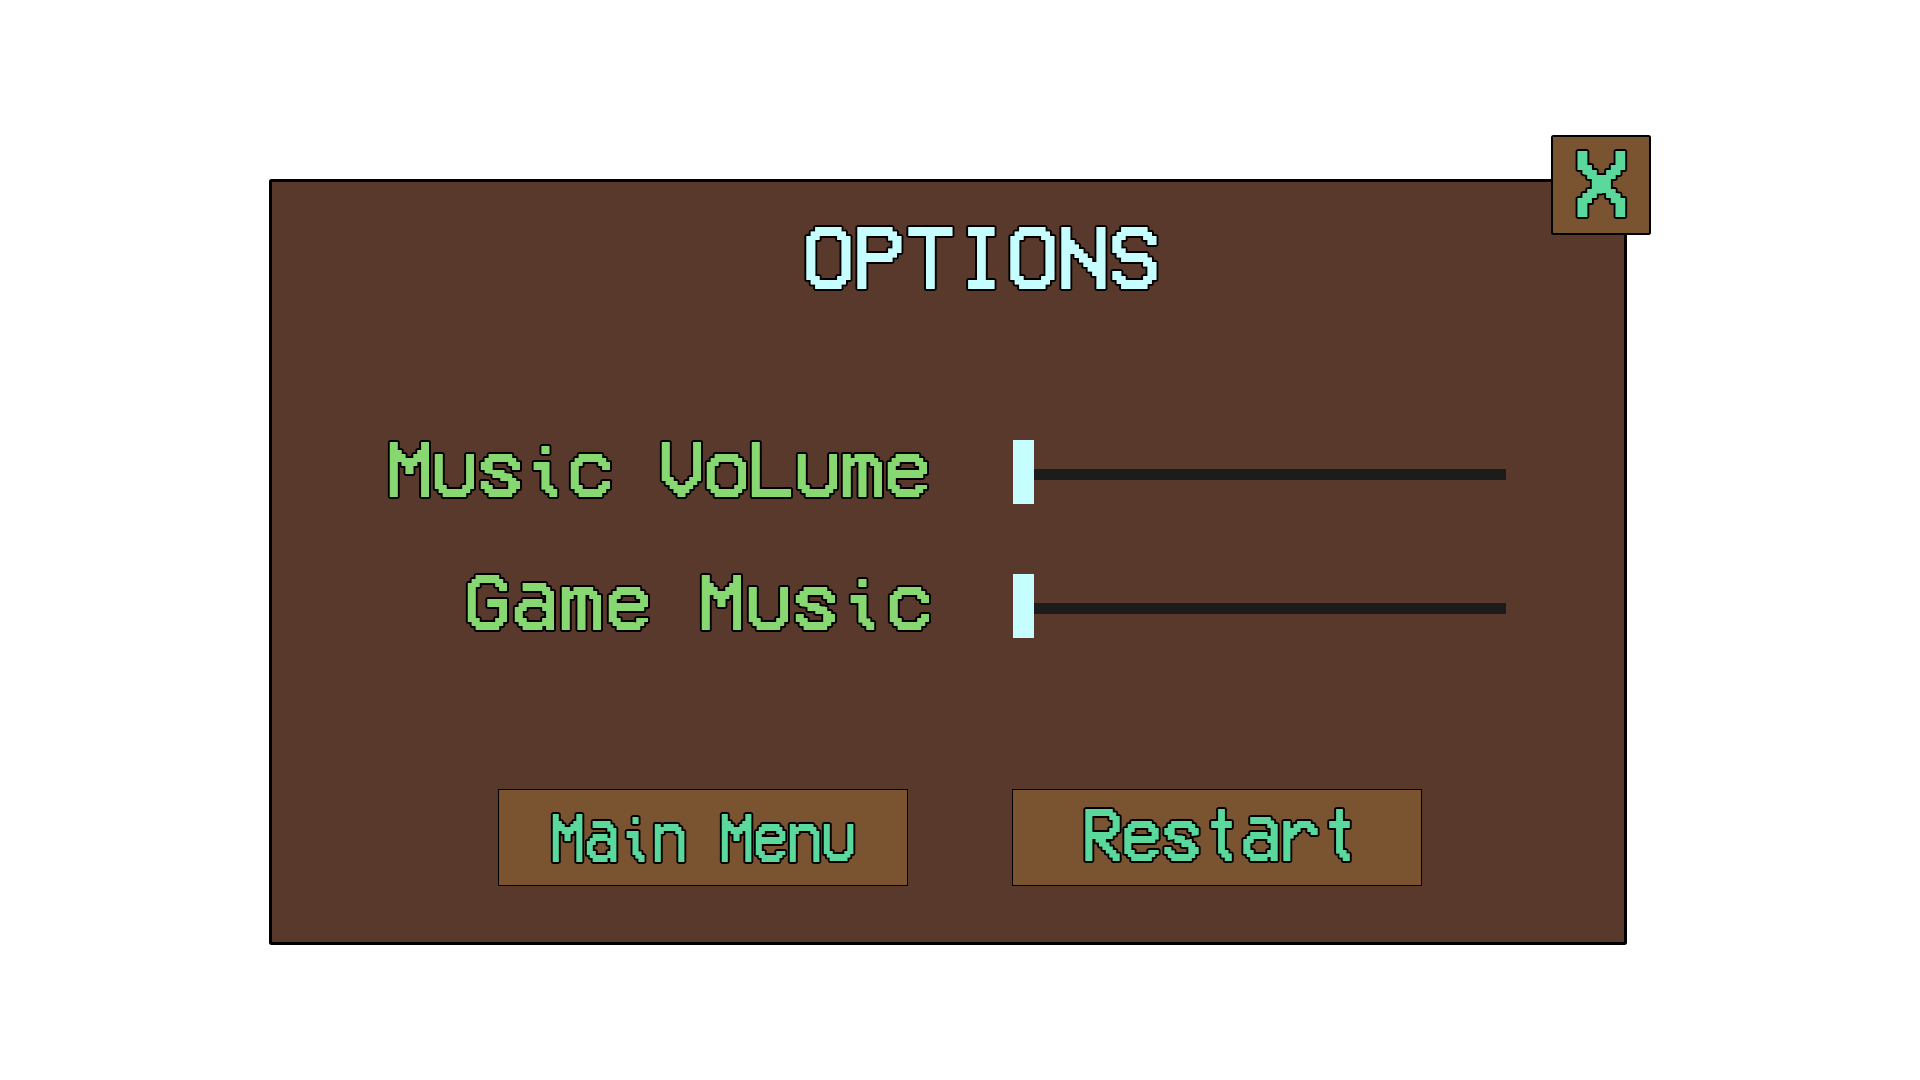 X
OPTIONS
Music VoLume
Game Music
Main Menu
Restart